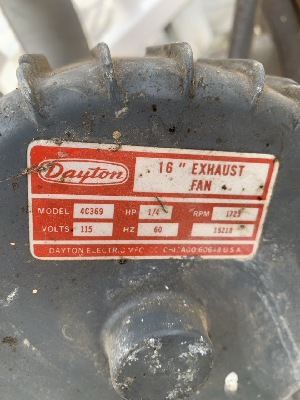 Dayton
16" EXHAUST
FAN
MODEL 4C369 HP 1/4 RPM 1725
VOLTS 115 HZ 60
DAYTON ELECTRIC MFG. CO. CHICAGO 60648 U.S.A.